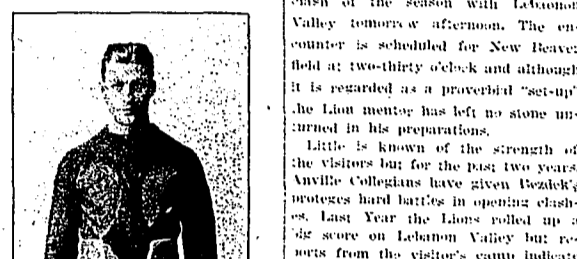 clash of the season with Lebanon
Valley tomorrow afternoon. The en-
counter is scheduled for New Beaver
field at two-thirty o'clock and although
it is regarded as a proverbial "set-up"
the Lion mentor has left no stone un-
turned in his preparations.
Little is known of the strength of
the visitors but for the past two years,
Anville Collegians have given Bezdek's
proteges hard battles in opening clash-
es. Last Year the Lions rolled up a
big score on Lebanon Valley but re-
ports from the visitor's camp indicate